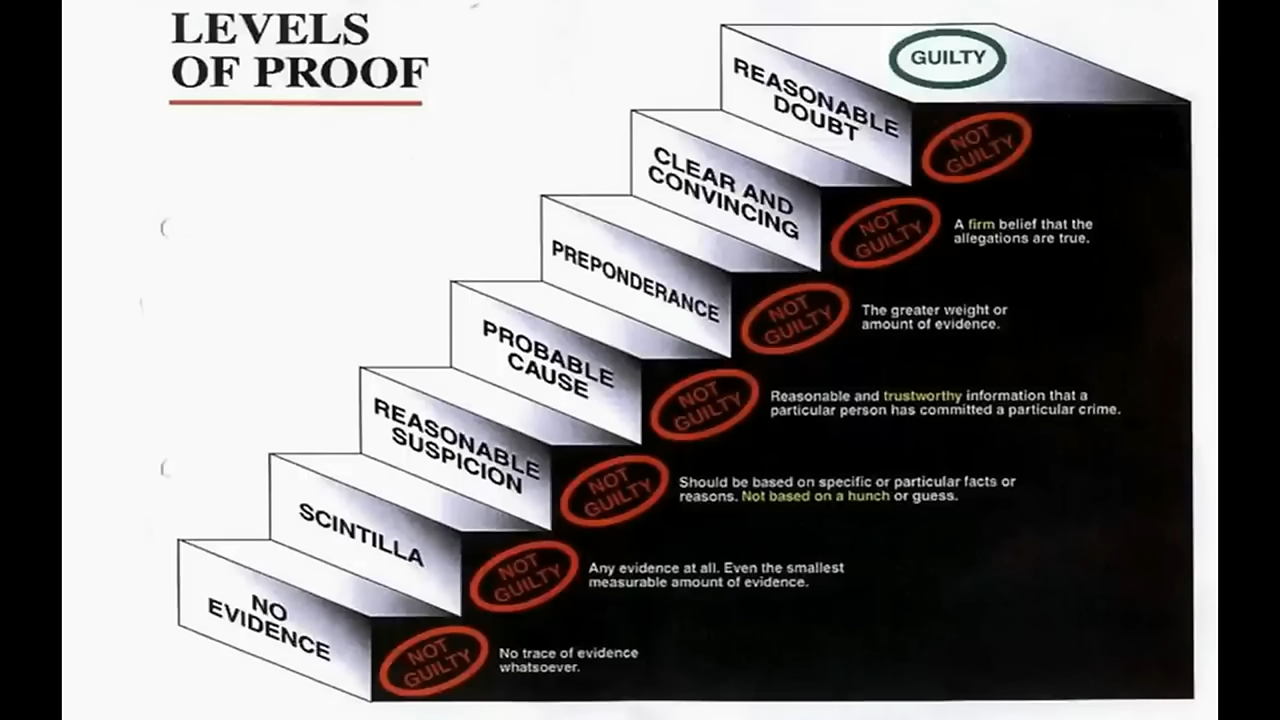 LEVELS
OF PROOF
GUILTY
REASONABLE
DOUBT
NOT
GUILTY
CLEAR AND
CONVINCING
NOT
GUILTY
A firm belief that the
allegations are true.
PREPONDERANCE
NOT
GUILTY
The greater weight or
amount of evidence.
PROBABLE
CAUSE
NOT
GUILTY
Reasonable and trustworthy information that a
particular person has committed a particular crime.
REASONABLE
SUSPICION
NOT
GUILTY
Should be based on specific or particular facts or
reasons. Not based on a hunch or guess.
SCINTILLA
NOT
GUILTY
Any evidence at all. Even the smallest
measurable amount of evidence.
NO
EVIDENCE
NOT
GUILTY
No trace of evidence
whatsoever.